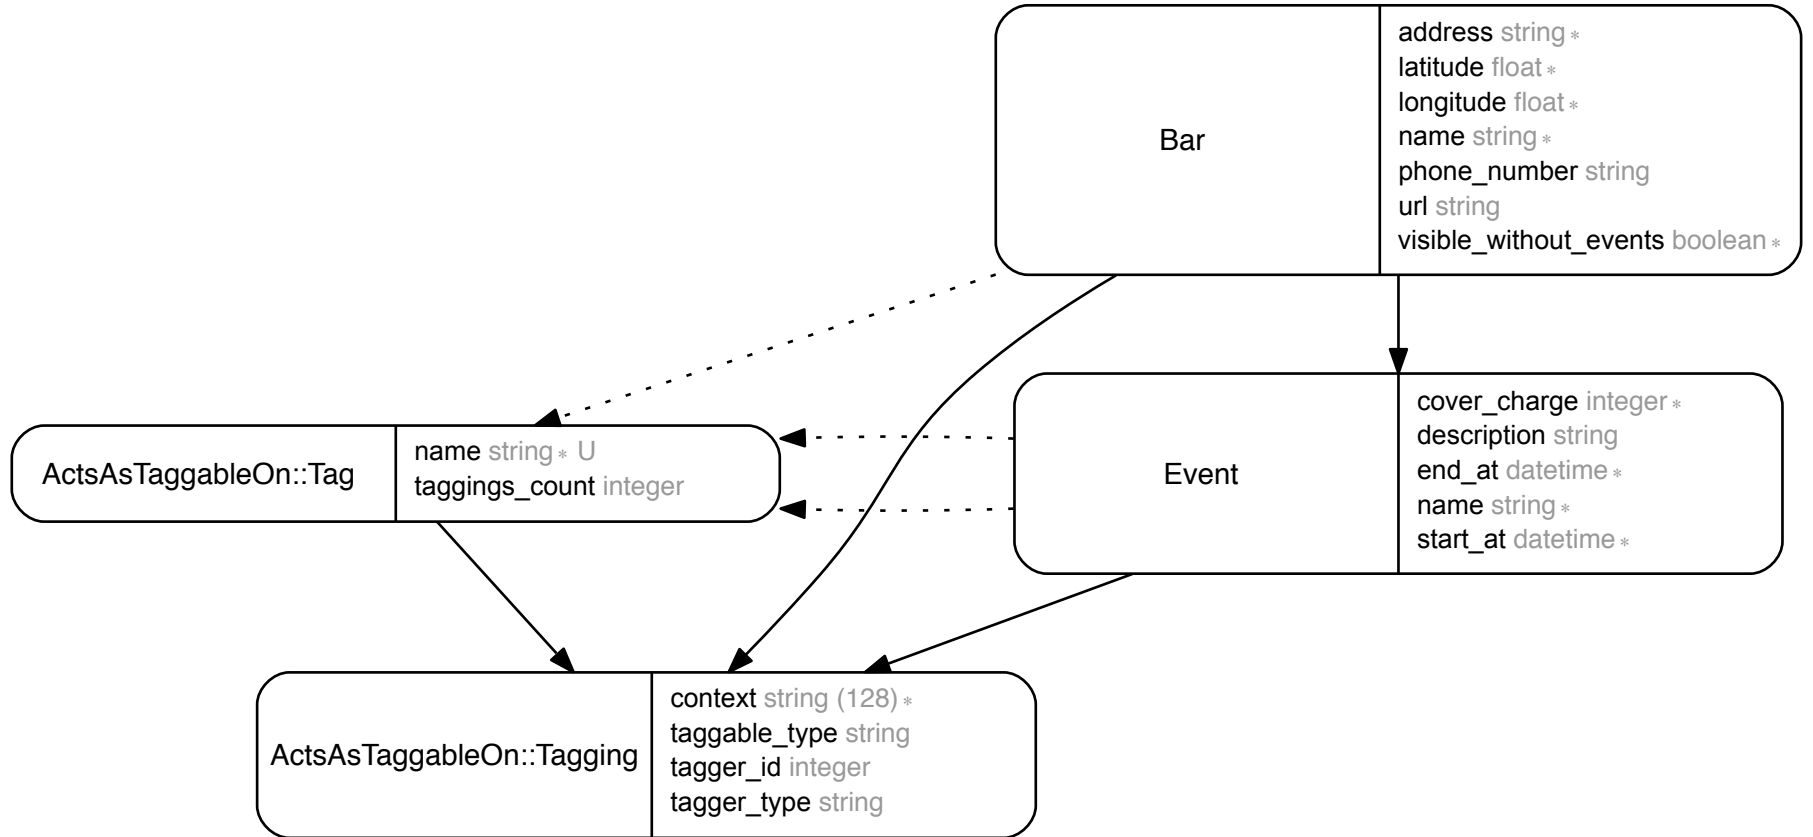 Bar
address string *
latitude float *
longitude float *
name string *
phone_number string
url string
visible_without_events boolean *
ActsAsTaggableOn::Tag
name string * U
taggings_count integer
Event
cover_charge integer *
description string
end_at datetime *
name string *
start_at datetime *
ActsAsTaggableOn::Tagging
context string (128) *
taggable_type string
tagger_id integer
tagger_type string